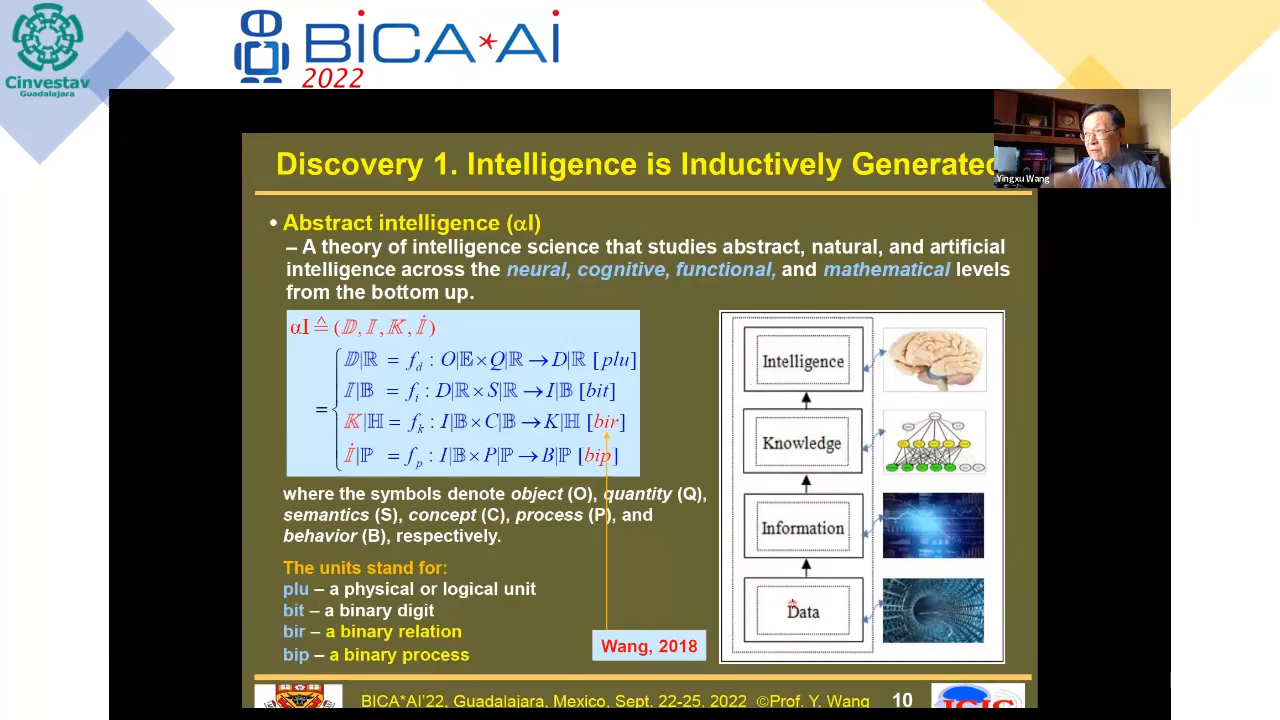 Cinvestav
Guadalajara
BiCA*Ai
2022
Yingxu Wang
Discovery 1. Intelligence is Inductively Generated
• Abstract intelligence (αI)
– A theory of intelligence science that studies abstract, natural, and artificial
intelligence across the neural, cognitive, functional, and mathematical levels
from the bottom up.
αI ≙ (𝔻, 𝕀, 𝕂, 𝕀̇)
= { 𝔻|ℝ = f_d : O|𝔼 × Q|ℝ → D|ℝ [plu]
𝕀|𝔹 = f_i : D|ℝ × S|ℝ → I|𝔹 [bit]
𝕂|ℍ = f_k : I|𝔹 × C|𝔹 → K|ℍ [bir]
𝕀̇|ℙ = f_p : I|𝔹 × P|ℙ → B|ℙ [bip]
where the symbols denote object (O), quantity (Q),
semantics (S), concept (C), process (P), and
behavior (B), respectively.
The units stand for:
plu – a physical or logical unit
bit – a binary digit
bir – a binary relation
bip – a binary process
Wang, 2018
Intelligence
Knowledge
Information
Data
BICA*AI'22, Guadalajara, Mexico, Sept. 22-25, 2022 ©Prof. Y. Wang
10